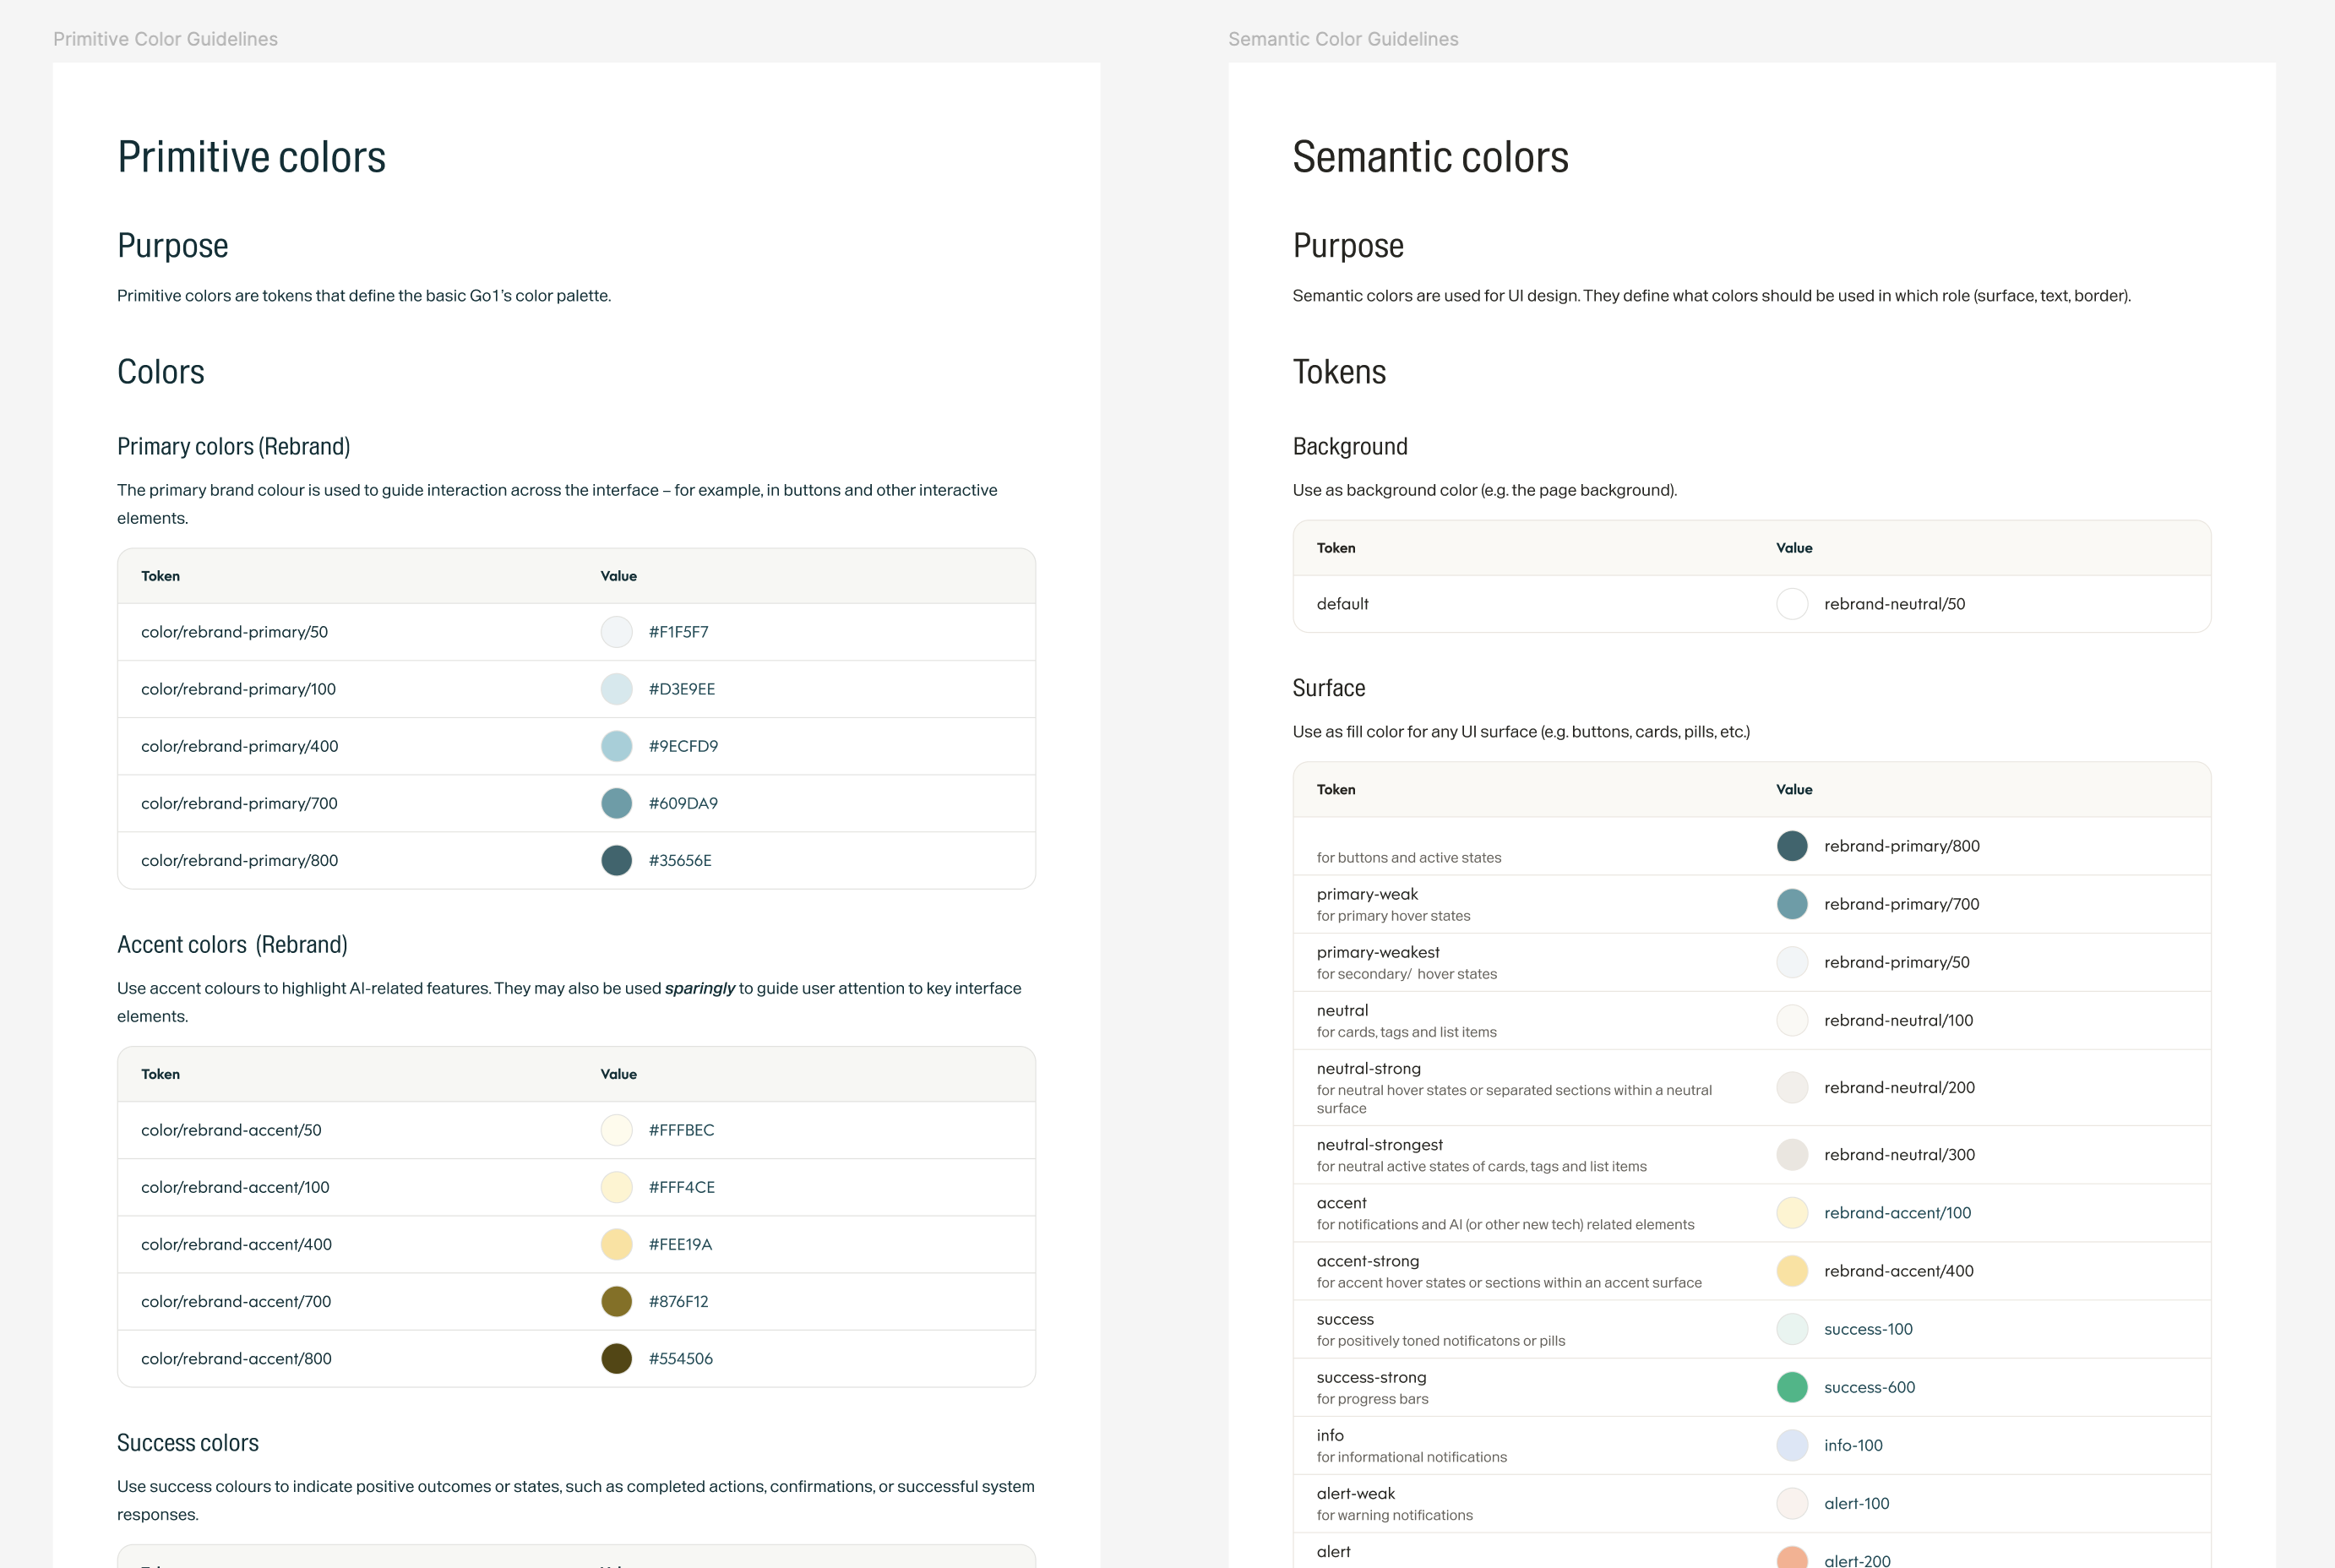 Primitive Color Guidelines
Primitive colors
Purpose
Primitive colors are tokens that define the basic Go1's color palette.
Colors
Primary colors (Rebrand)
The primary brand colour is used to guide interaction across the interface – for example, in buttons and other interactive
elements.
Token Value
color/rebrand-primary/50 #F1F5F7
color/rebrand-primary/100 #D3E9EE
color/rebrand-primary/400 #9ECFD9
color/rebrand-primary/700 #609DA9
color/rebrand-primary/800 #35656E
Accent colors (Rebrand)
Use accent colours to highlight AI-related features. They may also be used sparingly to guide user attention to key interface
elements.
Token Value
color/rebrand-accent/50 #FFFBEC
color/rebrand-accent/100 #FFF4CE
color/rebrand-accent/400 #FEE19A
color/rebrand-accent/700 #876F12
color/rebrand-accent/800 #554506
Success colors
Use success colours to indicate positive outcomes or states, such as completed actions, confirmations, or successful system
responses.
Semantic Color Guidelines
Semantic colors
Purpose
Semantic colors are used for UI design. They define what colors should be used in which role (surface, text, border).
Tokens
Background
Use as background color (e.g. the page background).
Token Value
default rebrand-neutral/50
Surface
Use as fill color for any UI surface (e.g. buttons, cards, pills, etc.)
Token Value
for buttons and active states rebrand-primary/800
primary-weak
for primary hover states rebrand-primary/700
primary-weakest
for secondary/ hover states rebrand-primary/50
neutral
for cards, tags and list items rebrand-neutral/100
neutral-strong
for neutral hover states or separated sections within a neutral
surface rebrand-neutral/200
neutral-strongest
for neutral active states of cards, tags and list items rebrand-neutral/300
accent
for notifications and AI (or other new tech) related elements rebrand-accent/100
accent-strong
for accent hover states or sections within an accent surface rebrand-accent/400
success
for positively toned notificatons or pills success-100
success-strong
for progress bars success-600
info
for informational notifications info-100
alert-weak
for warning notifications alert-100
alert alert-200